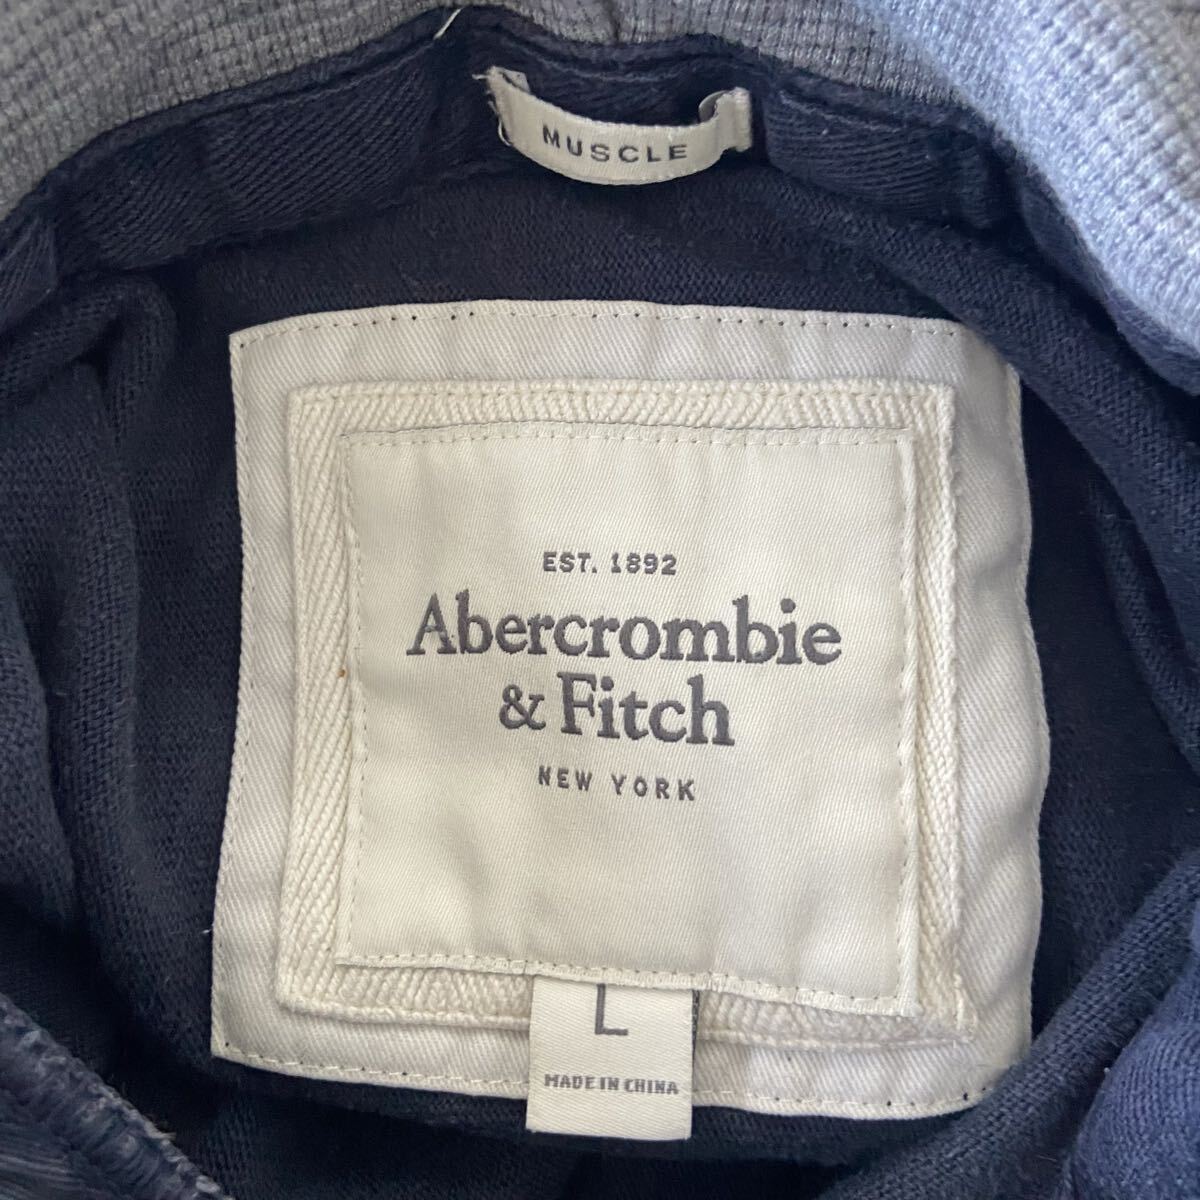 MUSCLE
EST. 1892
Abercrombie
& Fitch
NEW YORK
L
MADE IN CHINA